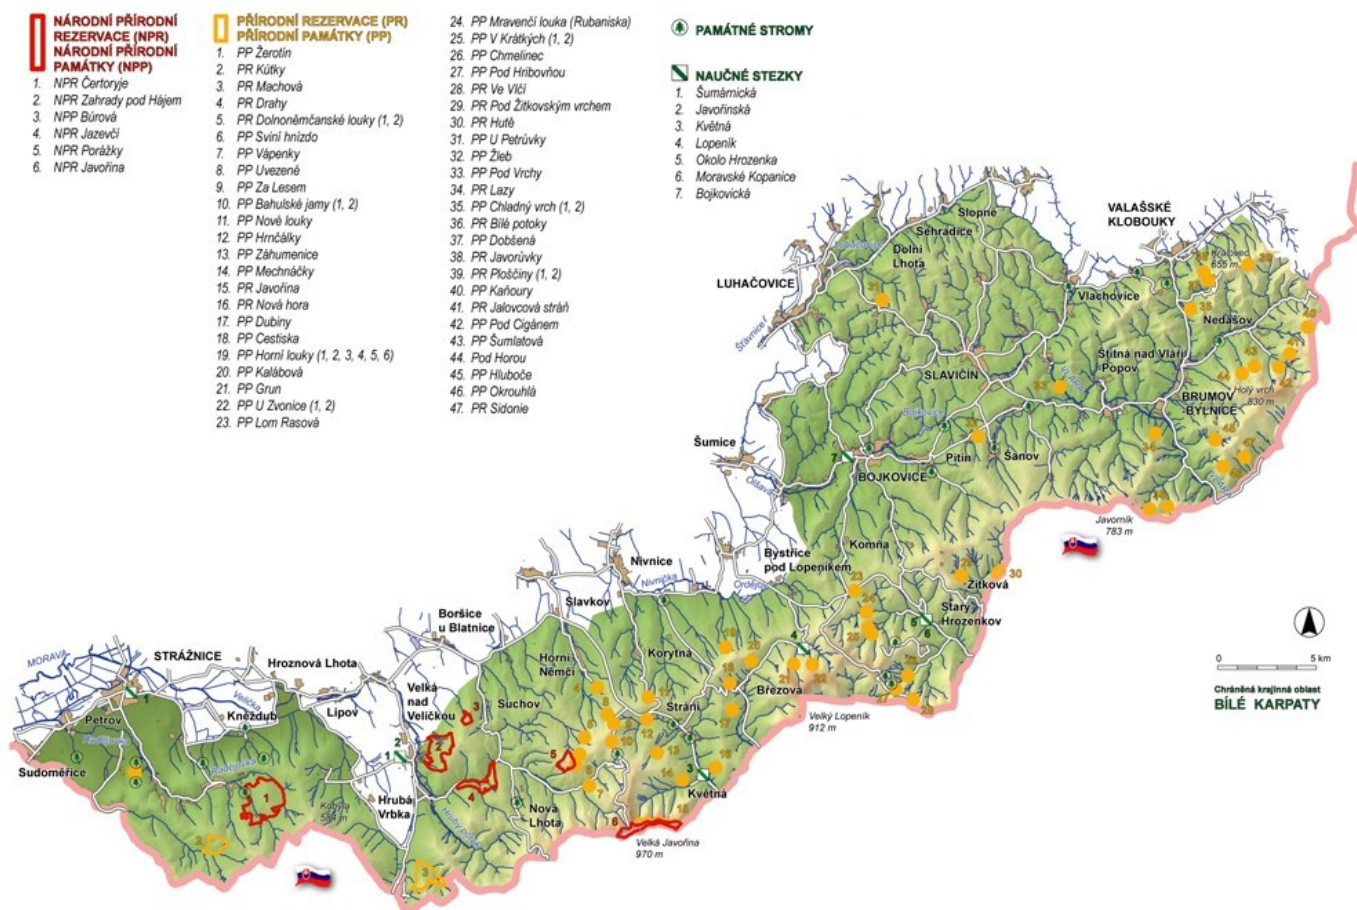 NÁRODNÍ PŘÍRODNÍ
REZERVACE (NPR)
NÁRODNÍ PŘÍRODNÍ
PAMÁTKY (NPP)
1. NPR Čertoryje
2. NPR Zahrady pod Hájem
3. NPP Búrová
4. NPR Jazevčí
5. NPR Porážky
6. NPR Javořina
PŘÍRODNÍ REZERVACE (PR)
PŘÍRODNÍ PAMÁTKY (PP)
1. PP Žerotín
2. PR Kútky
3. PR Machová
4. PR Drahy
5. PR Dolnoněmčanské louky (1, 2)
6. PP Sviní hnízdo
7. PP Vápenky
8. PP Uvezené
9. PP Za Lesem
10. PP Bahulské jamy (1, 2)
11. PP Nové louky
12. PP Hrnčálky
13. PP Záhumenice
14. PP Mechnáčky
15. PR Javořina
16. PR Nová hora
17. PP Dubiny
18. PP Cestiska
19. PP Horní louky (1, 2, 3, 4, 5, 6)
20. PP Kalábová
21. PP Grun
22. PP U Zvonice (1, 2)
23. PP Lom Rasová
24. PP Mravenčí louka (Rubaniska)
25. PP V Krátkých (1, 2)
26. PP Chmelinec
27. PP Pod Hribovňou
28. PR Ve Vlčí
29. PR Pod Žitkovským vrchem
30. PR Hutě
31. PP U Petrůvky
32. PP Žleb
33. PP Pod Vrchy
34. PR Lazy
35. PP Chladný vrch (1, 2)
36. PR Bílé potoky
37. PP Dobšená
38. PR Javorůvky
39. PR Ploščiny (1, 2)
40. PP Kaňoury
41. PR Jalovcová stráň
42. PP Pod Cigánem
43. PP Šumlatová
44. Pod Horou
45. PP Hluboče
46. PP Okrouhlá
47. PR Sidonie
PAMÁTNÉ STROMY
NAUČNÉ STEZKY
1. Šumárnická
2. Javořinská
3. Květná
4. Lopeník
5. Okolo Hrozenka
6. Moravské Kopanice
7. Bojkovická
VALAŠSKÉ
KLOBOUKY
Slopné
Sehradice
Dolní
Lhota
LUHAČOVICE
Královec
655 m
Vlachovice
Nedašov
Šťávnice
Štítná nad Vláří
Popov
SLAVIČÍN
Holý vrch
830 m
BRUMOV
BYLNICE
Bojkovice
Šumice
Pitín
Šanov
BOJKOVICE
Olšava
Javorník
783 m
Komňa
Bystřice
pod Lopeníkem
Nivnice
Nivnička
Žítková
Starý
Hrozenkov
Slavkov
Boršice
u Blatnice
Horní
Němčí
Korytná
STRÁŽNICE
MORAVA
Hroznová Lhota
Velká
nad
Veličkou
Suchov
Březová
Strání
Velký Lopeník
912 m
Petrov
Kněždub
Lipov
Velička
Radějovka
Sudoměřice
Hrubá
Vrbka
Nová
Lhota
Květná
Velká Javořina
970 m
0 5 km
Chráněná krajinná oblast
BÍLÉ KARPATY